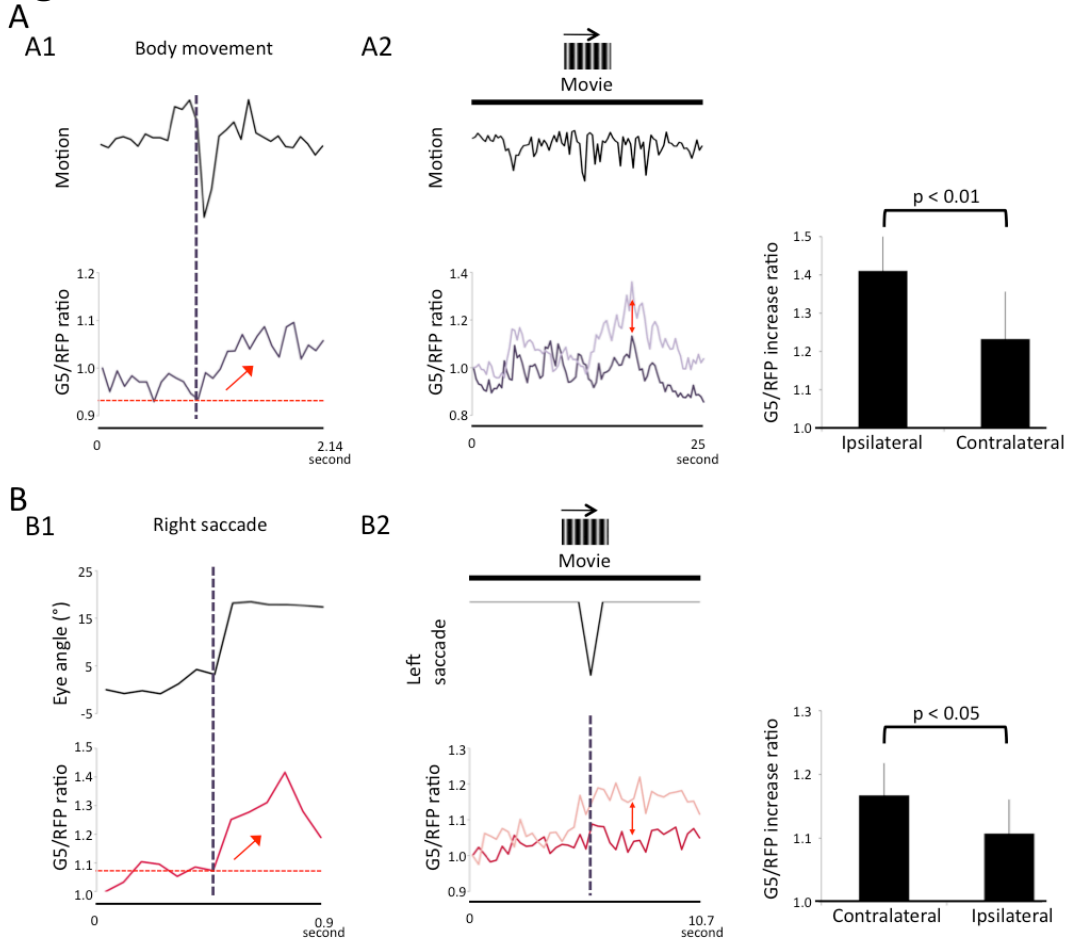 A
A1
Body movement
A2
Movie
Motion
Motion
G5/RFP ratio
1.2
1.1
1.0
0.9
0
2.14
second
G5/RFP ratio
1.4
1.2
1.0
0.8
0
25
second
p < 0.01
G5/RFP increase ratio
1.5
1.4
1.3
1.2
1.1
1.0
Ipsilateral
Contralateral
B
B1
Right saccade
B2
Movie
Eye angle (°)
25
15
5
-5
Left
saccade
G5/RFP ratio
1.5
1.4
1.3
1.2
1.1
1.0
0
0.9
second
G5/RFP ratio
1.3
1.2
1.1
1.0
0.9
0
10.7
second
p < 0.05
G5/RFP increase ratio
1.3
1.2
1.1
1.0
Contralateral
Ipsilateral